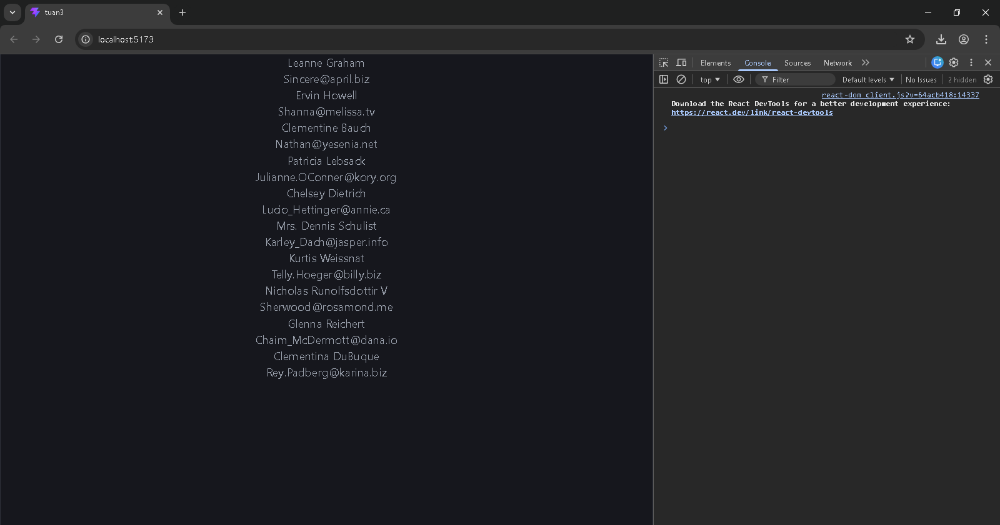 tuan3
localhost:5173
Elements Console Sources Network
top Filter Default levels No Issues 2 hidden
react-dom_client.js?v=64acb418:14337
Download the React DevTools for a better development experience:
https://react.dev/link/react-devtools
Leanne Graham
Sincere@april.biz
Ervin Howell
Shanna@melissa.tv
Clementine Bauch
Nathan@yesenia.net
Patricia Lebsack
Julianne.OConner@kory.org
Chelsey Dietrich
Lucio_Hettinger@annie.ca
Mrs. Dennis Schulist
Karley_Dach@jasper.info
Kurtis Weissnat
Telly.Hoeger@billy.biz
Nicholas Runolfsdottir V
Sherwood@rosamond.me
Glenna Reichert
Chaim_McDermott@dana.io
Clementina DuBuque
Rey.Padberg@karina.biz